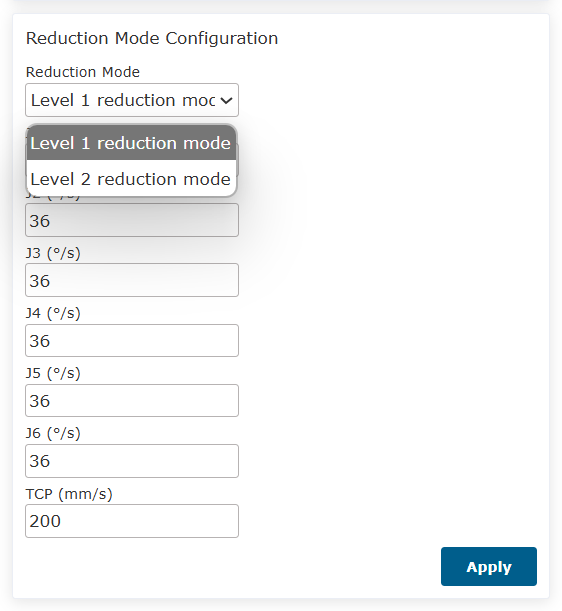 Reduction Mode Configuration
Reduction Mode
Level 1 reduction moc
Level 1 reduction mode
Level 2 reduction mode
36
J3 (°/s)
36
J4 (°/s)
36
J5 (°/s)
36
J6 (°/s)
36
TCP (mm/s)
200
Apply